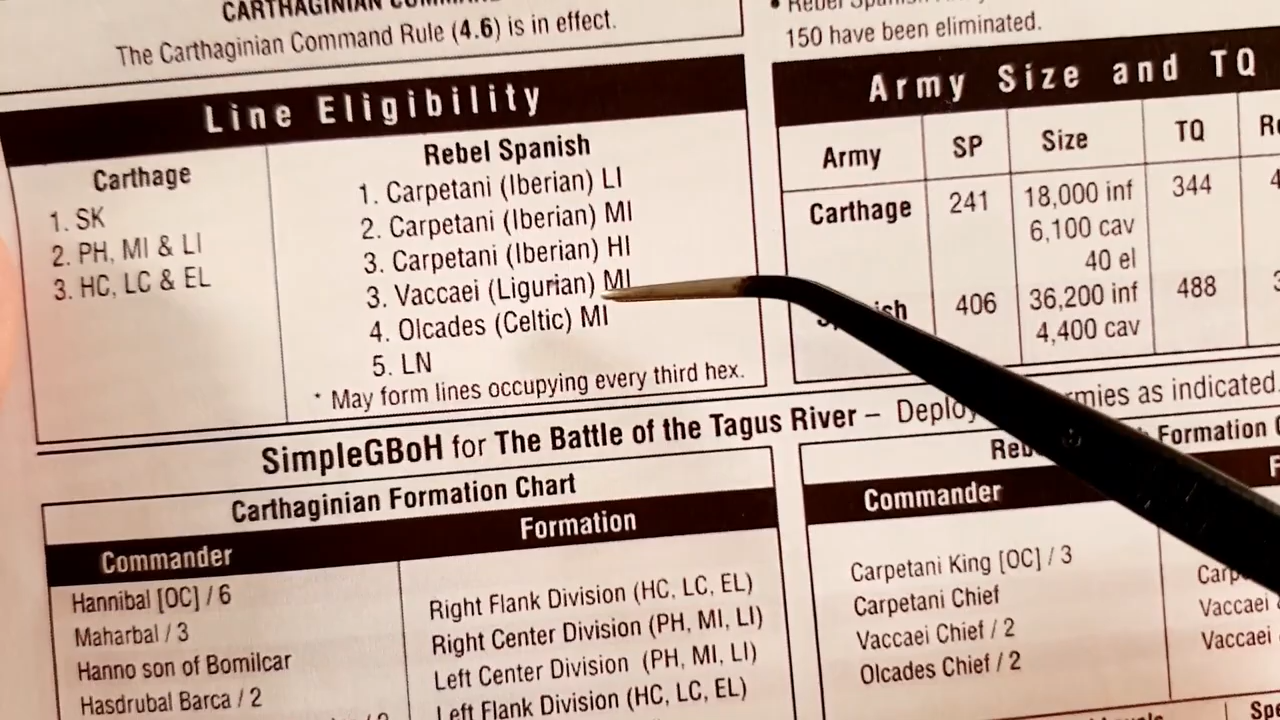 CARTHAGINIAN
The Carthaginian Command Rule (4.6) is in effect.
150 have been eliminated.
Line Eligibility
Carthage
1. SK
2. PH, MI & LI
3. HC, LC & EL
Rebel Spanish
1. Carpetani (Iberian) LI
2. Carpetani (Iberian) MI
3. Carpetani (Iberian) HI
3. Vaccaei (Ligurian) MI
4. Olcades (Celtic) MI
5. LN
* May form lines occupying every third hex.
Army Size and TQ
Army SP Size TQ
Carthage 241 18,000 inf 344
6,100 cav
40 el
406 36,200 inf 488
4,400 cav
SimpleGBoH for The Battle of the Tagus River – as indicated.
Carthaginian Formation Chart
Commander Formation
Hannibal [OC] / 6
Maharbal / 3
Hanno son of Bomilcar
Hasdrubal Barca / 2
Right Flank Division (HC, LC, EL)
Right Center Division (PH, MI, LI)
Left Center Division (PH, MI, LI)
Left Flank Division (HC, LC, EL)
Formation
Commander
Carpetani King [OC] / 3
Carpetani Chief
Vaccaei Chief / 2
Olcades Chief / 2
Vaccaei
Vaccaei